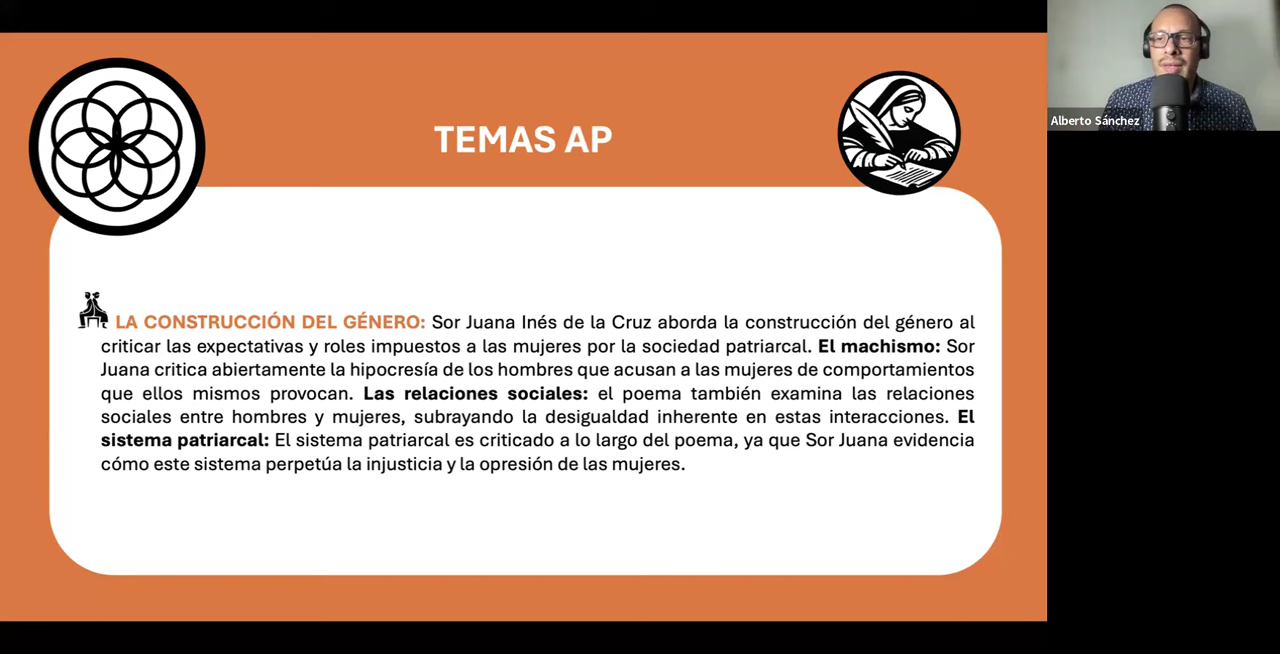 TEMAS AP
LA CONSTRUCCIÓN DEL GÉNERO: Sor Juana Inés de la Cruz aborda la construcción del género al
criticar las expectativas y roles impuestos a las mujeres por la sociedad patriarcal. El machismo: Sor
Juana critica abiertamente la hipocresía de los hombres que acusan a las mujeres de comportamientos
que ellos mismos provocan. Las relaciones sociales: el poema también examina las relaciones
sociales entre hombres y mujeres, subrayando la desigualdad inherente en estas interacciones. El
sistema patriarcal: El sistema patriarcal es criticado a lo largo del poema, ya que Sor Juana evidencia
cómo este sistema perpetúa la injusticia y la opresión de las mujeres.
Alberto Sánchez